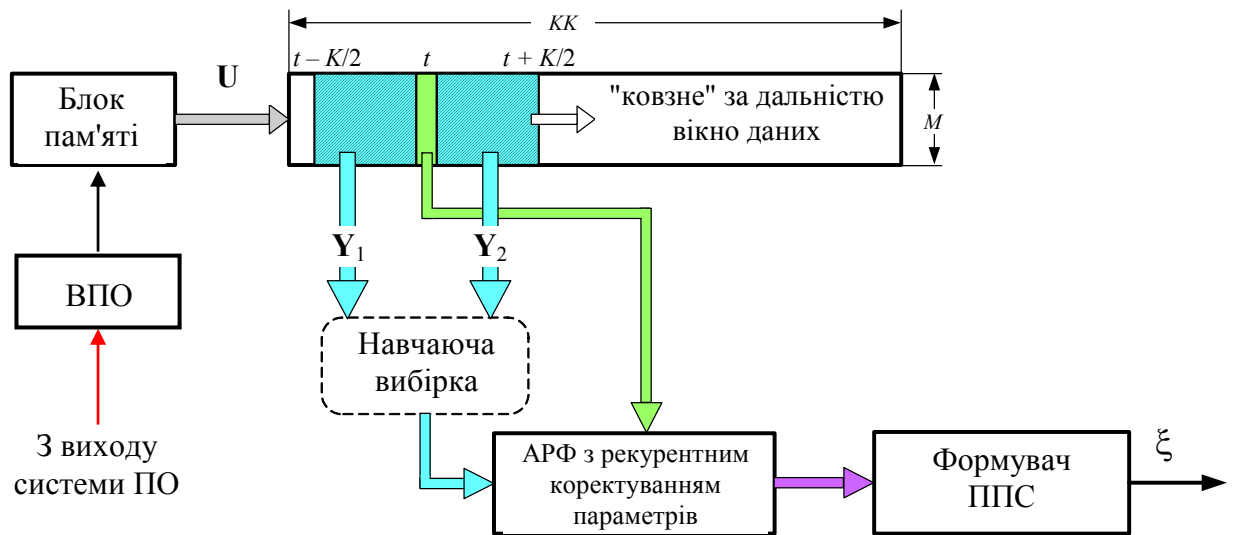 KK
t – K/2
t
t + K/2
U
Блок
пам'яті
"ковзне" за дальністю
вікно даних
M
Y1
Y2
ВПО
Навчаюча
вибірка
З виходу
системи ПО
АРФ з рекурентним
коректуванням
параметрів
Формувач
ППС
ξ